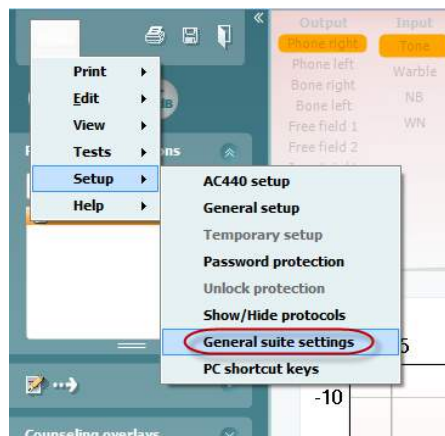 Output Input
Phone right Tone
Phone left Warble
Bone right
Bone left NB
Free field 1 WN
Free field 2
Print
Edit
View
Tests
Setup
Help
ons
AC440 setup
General setup
Temporary setup
Password protection
Unlock protection
Show/Hide protocols
General suite settings
PC shortcut keys
5
-10
Counseling overlays